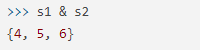 >>> s1 & s2
{4, 5, 6}